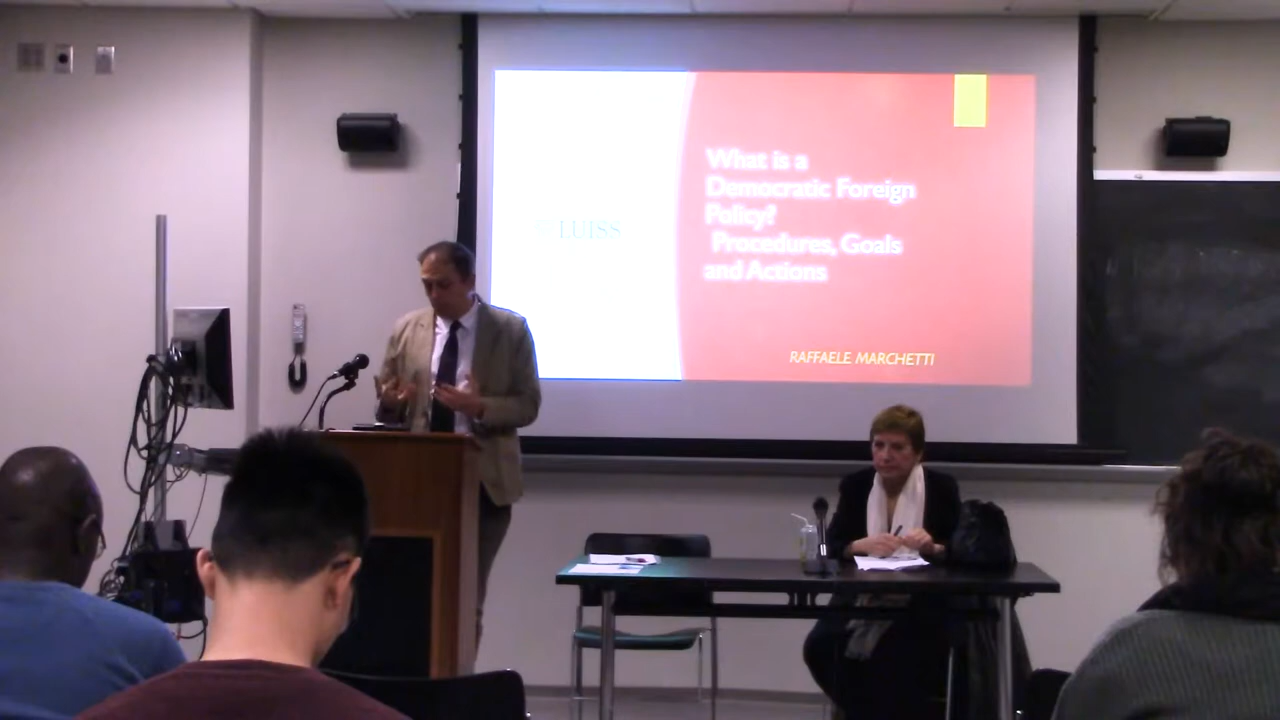 LUISS
What is a
Democratic Foreign
Policy?
Procedures, Goals
and Actions
RAFFAELE MARCHETTI